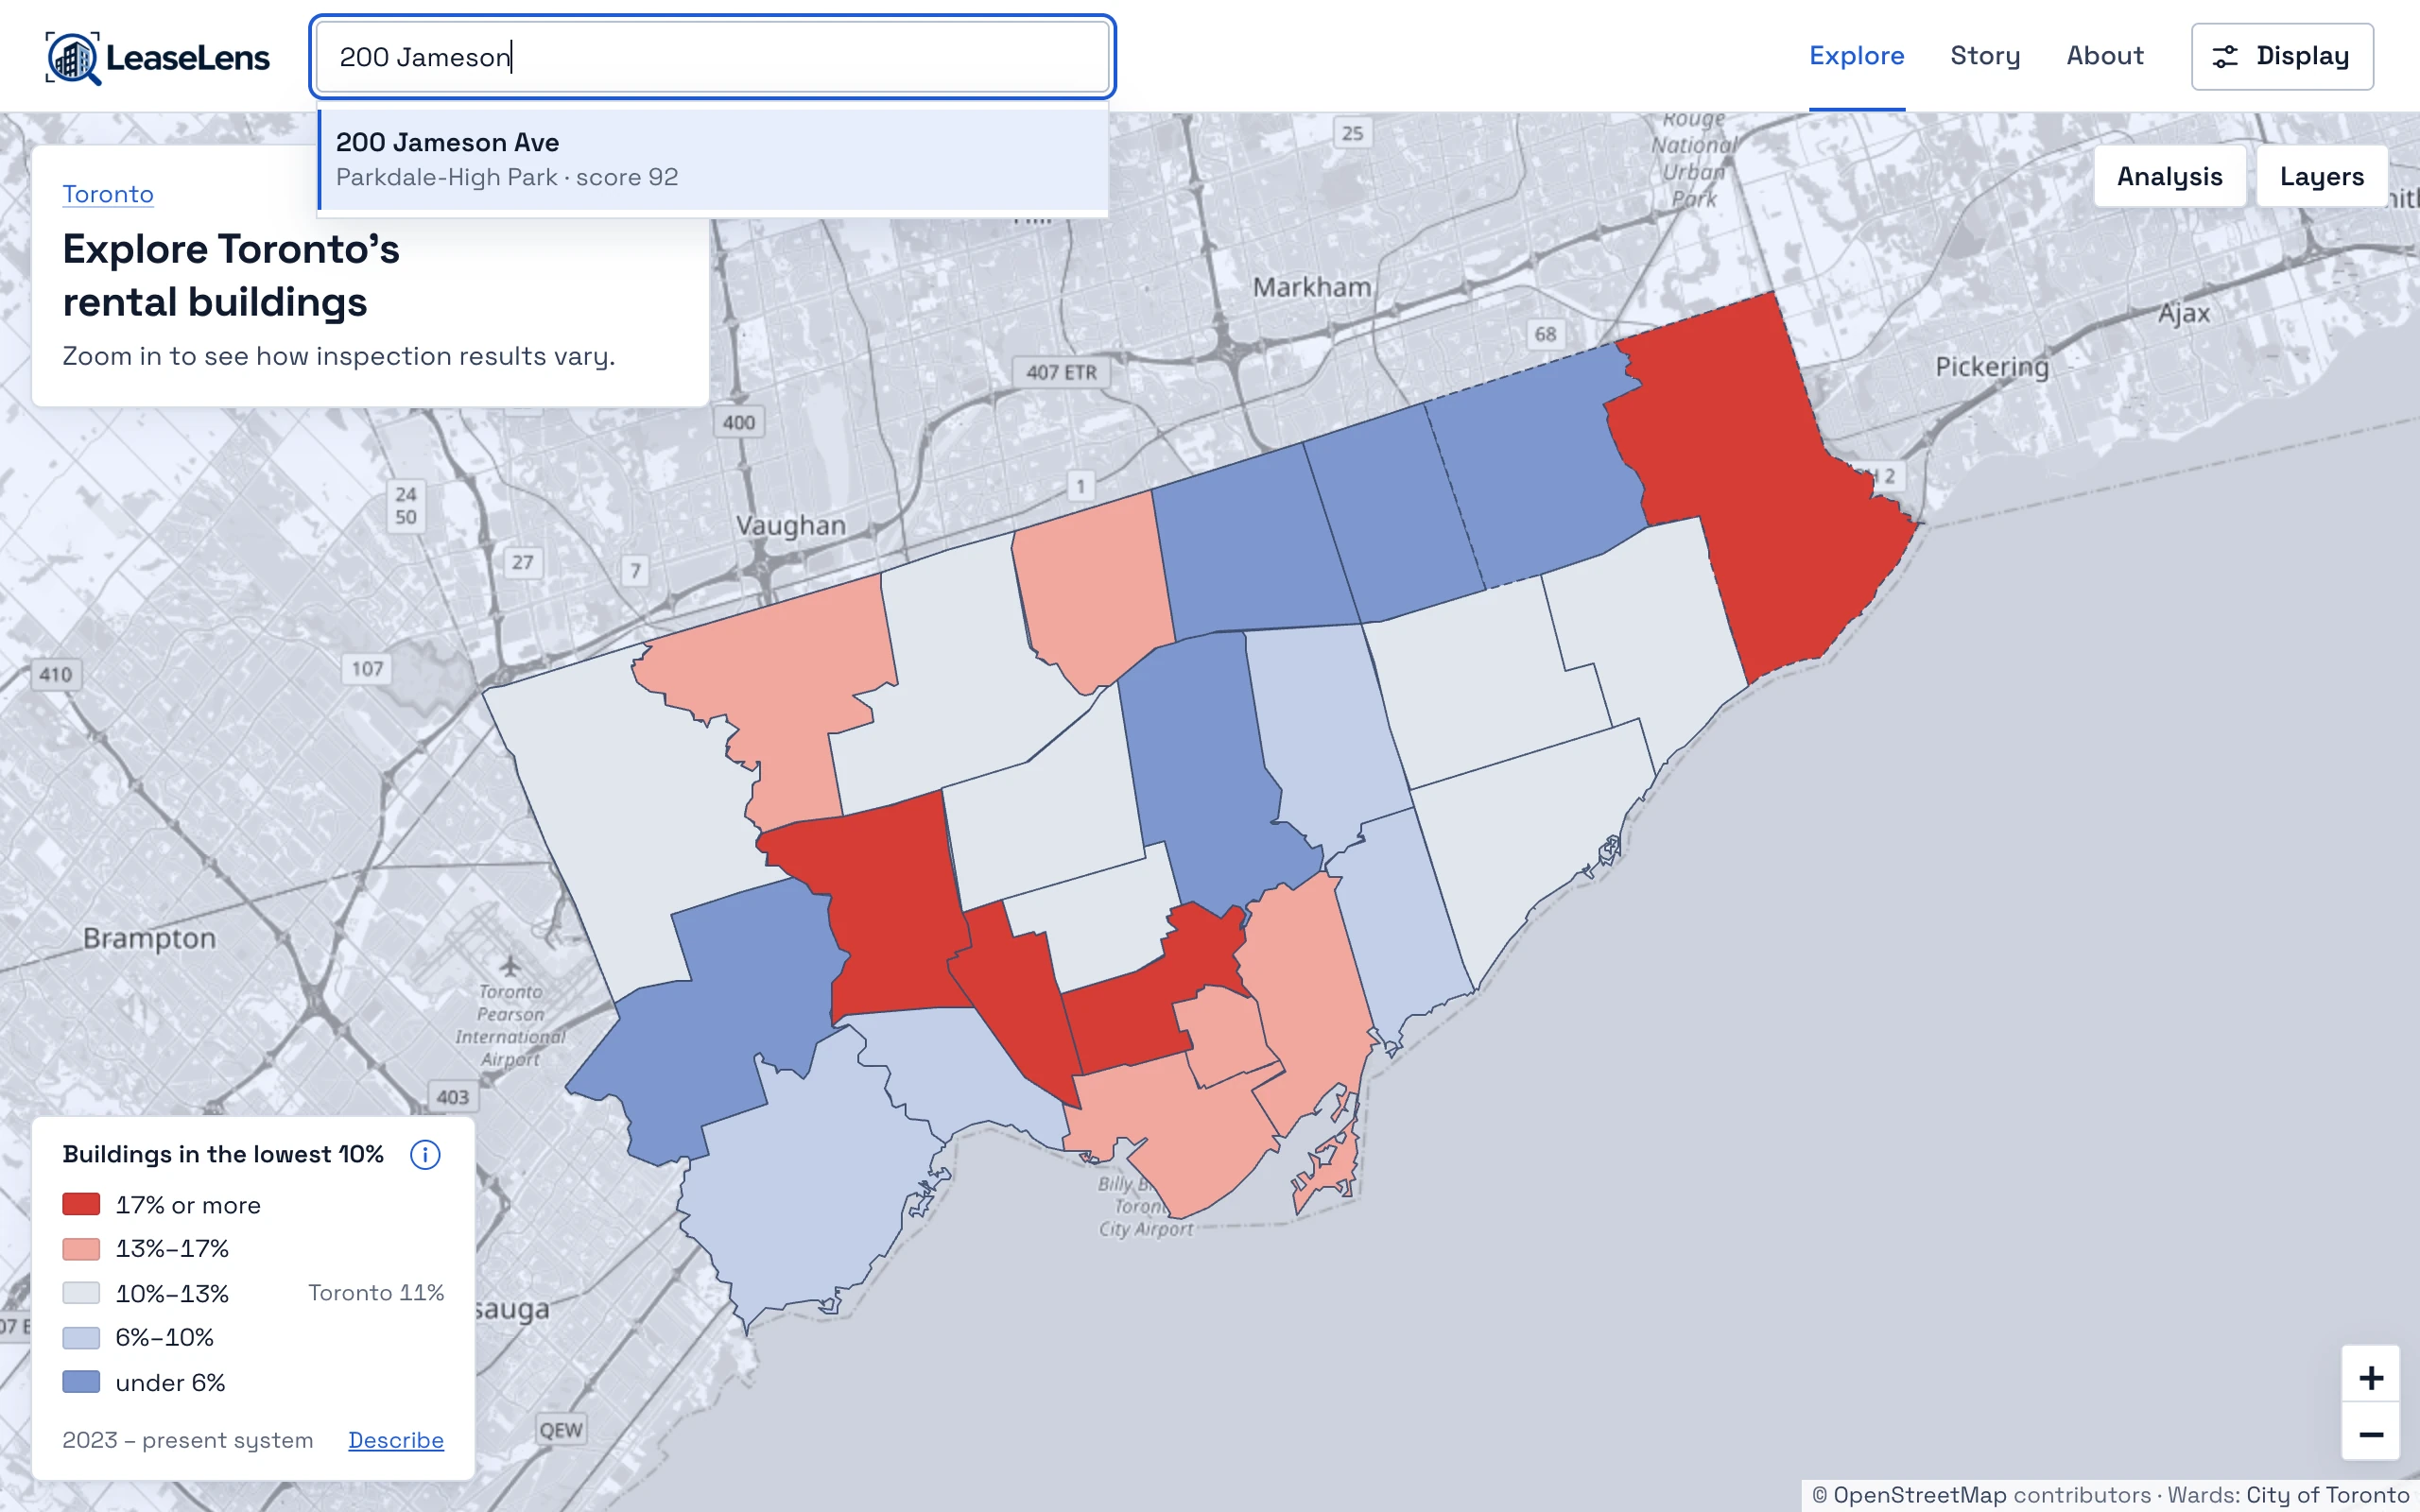 LeaseLens
200 Jameson
Explore
Story
About
Display
200 Jameson Ave
Parkdale-High Park · score 92
Toronto
Explore Toronto's
rental buildings
Zoom in to see how inspection results vary.
Analysis
Layers
25
Rouge
National
Urban
Park
Markham
68
Ajax
Pickering
407 ETR
400
1
24
50
Vaughan
27
7
2
107
410
Brampton
Toronto
Pearson
International
Airport
403
Billy
City Airport
QEW
Buildings in the lowest 10%
17% or more
13%–17%
10%–13%
Toronto 11%
6%–10%
under 6%
2023 – present system
Describe
+
−
© OpenStreetMap contributors · Wards: City of Toronto